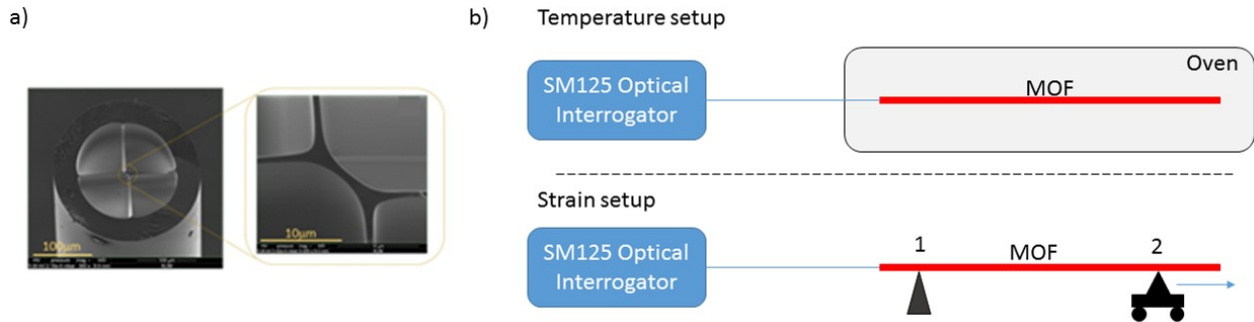 a)
100µm
10µm
b)
Temperature setup
SM125 Optical
Interrogator
Oven
MOF
Strain setup
SM125 Optical
Interrogator
1
MOF
2